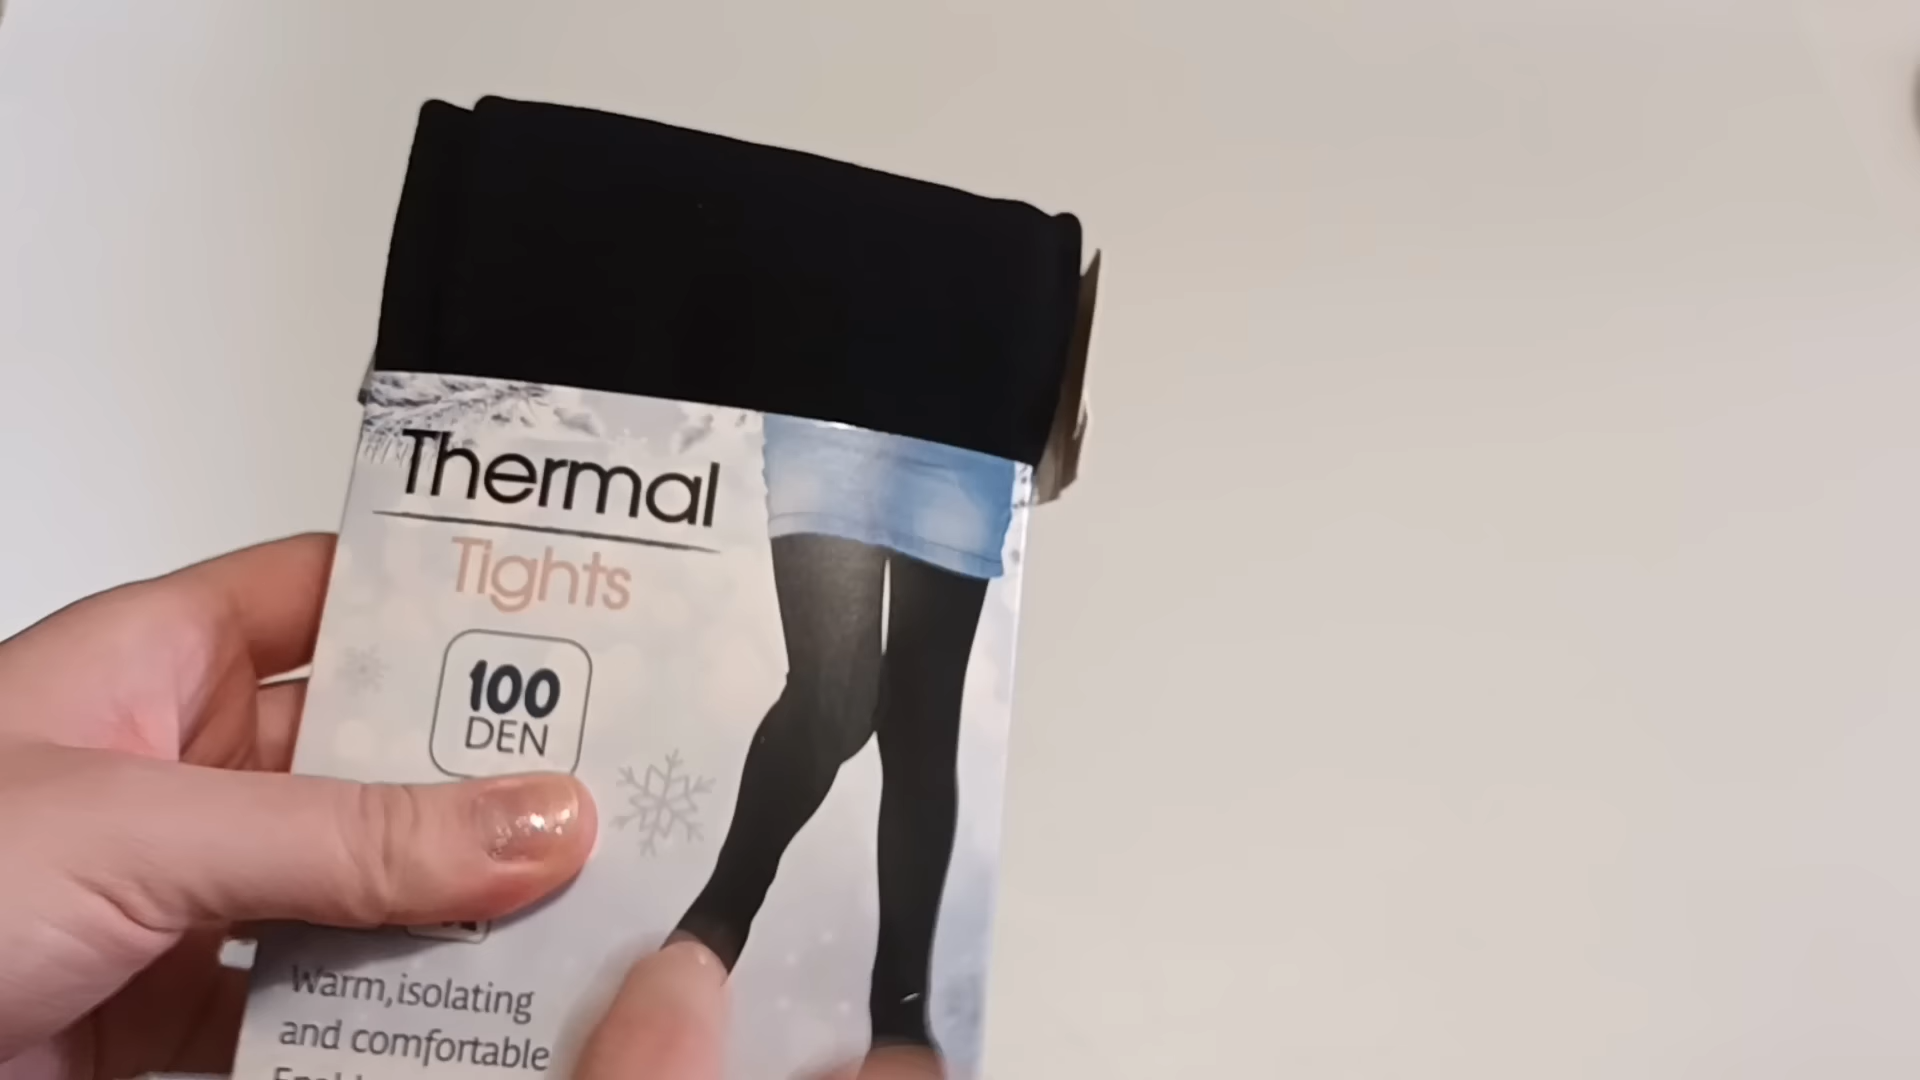 Thermal
Tights
100
DEN
Warm, isolating
and comfortable